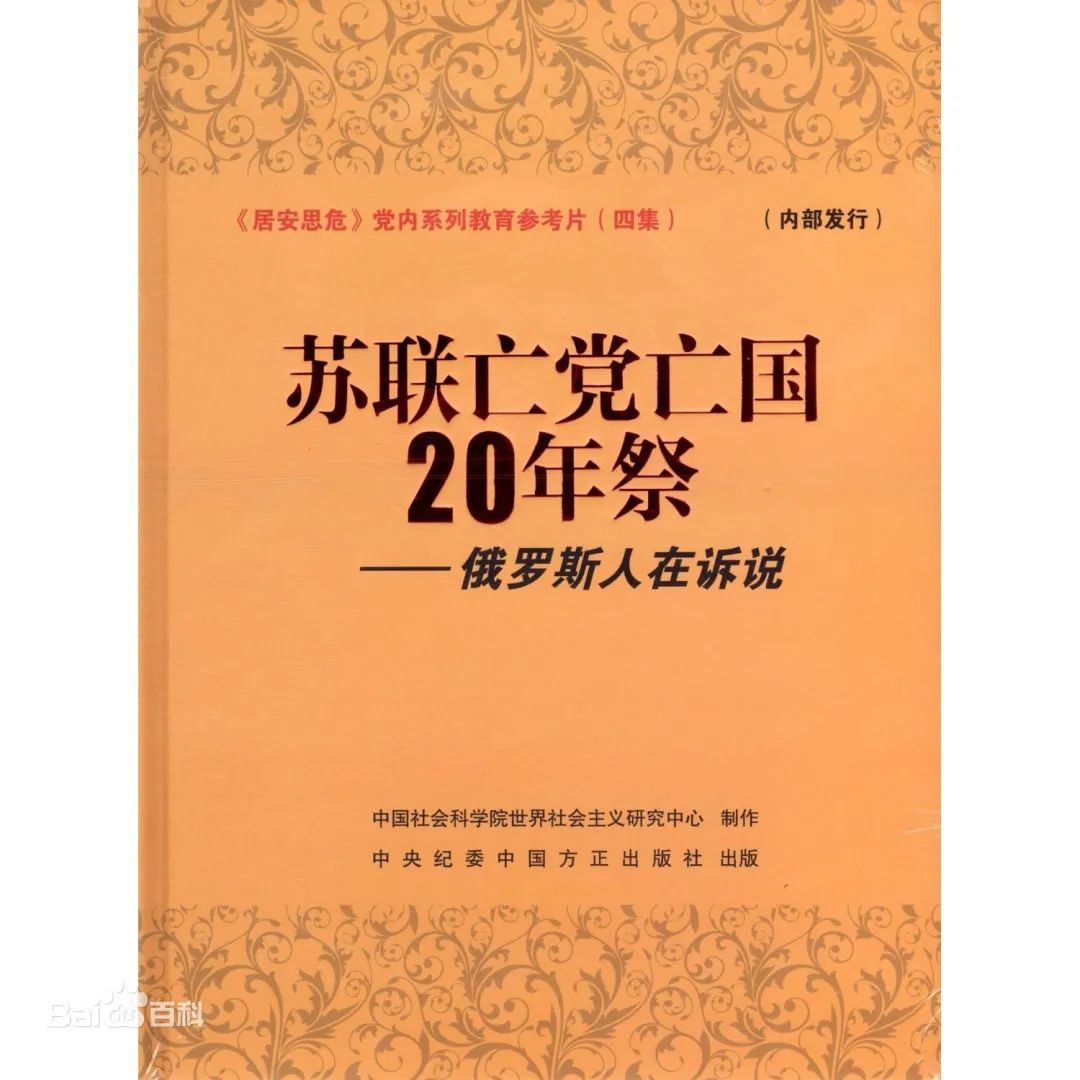 《居安思危》党内系列教育参考片（四集） （内部发行）
苏联亡党亡国
20年祭
——俄罗斯人在诉说
中国社会科学院世界社会主义研究中心 制作
中央纪委中国方正出版社 出版
Bai百科